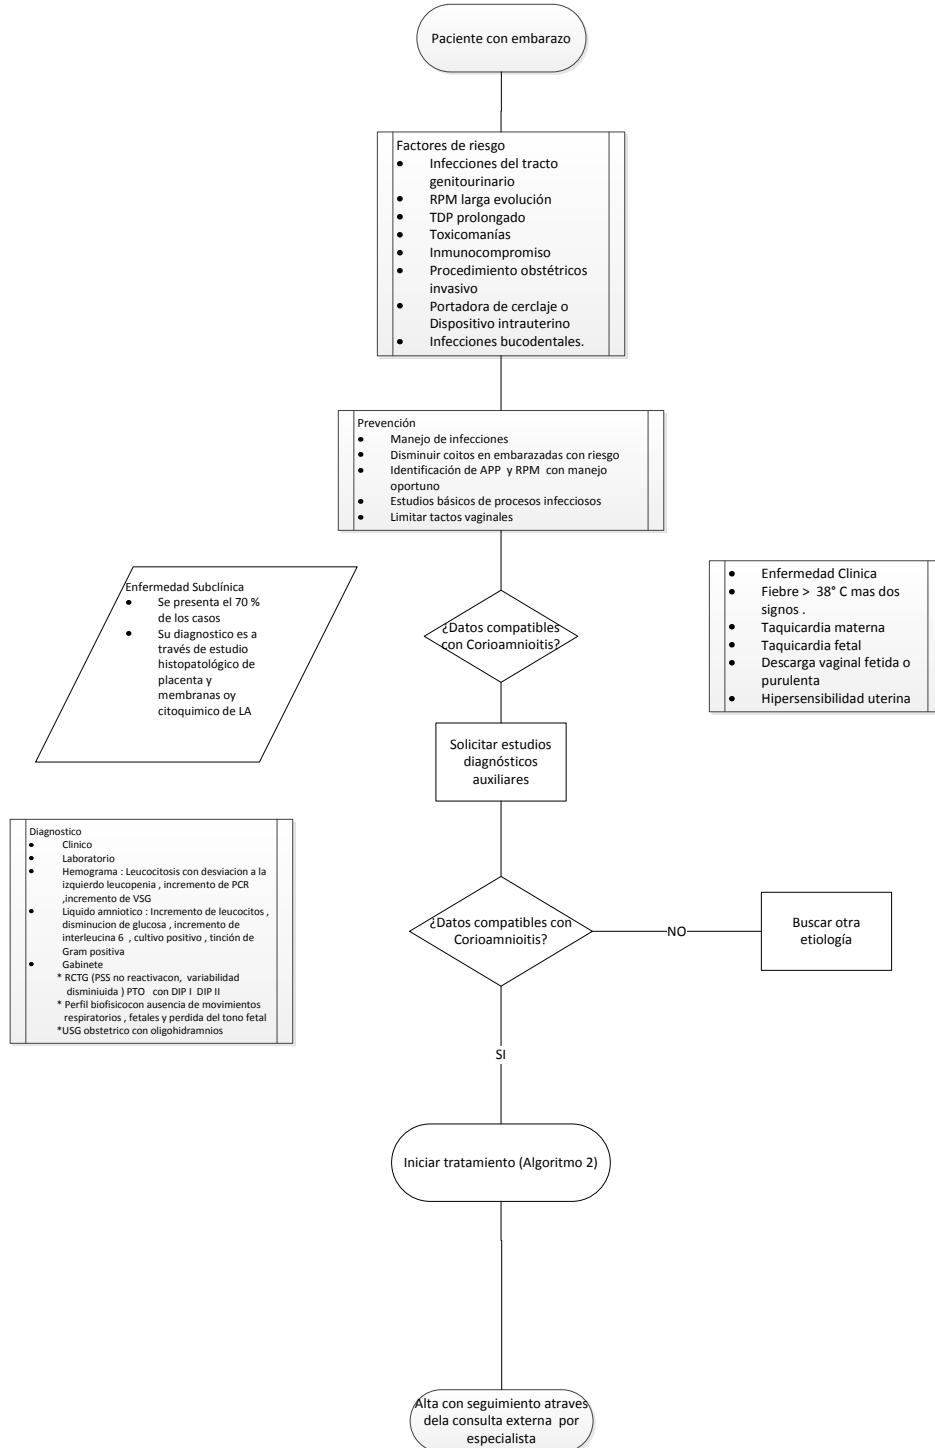 Paciente con embarazo
Factores de riesgo
● Infecciones del tracto
genitourinario
● RPM larga evolución
● TDP prolongado
● Toxicomanías
● Inmunocompromiso
● Procedimiento obstétricos
invasivo
● Portadora de cerclaje o
Dispositivo intrauterino
● Infecciones bucodentales.
Prevención
● Manejo de infecciones
● Disminuir coitos en embarazadas con riesgo
● Identificación de APP y RPM con manejo
oportuno
● Estudios básicos de procesos infecciosos
● Limitar tactos vaginales
Enfermedad Subclínica
● Se presenta el 70 %
de los casos
● Su diagnostico es a
través de estudio
histopatológico de
placenta y
membranas oy
citoquimico de LA
¿Datos compatibles
con Corioamnioitis?
● Enfermedad Clinica
● Fiebre > 38° C mas dos
signos .
● Taquicardia materna
● Taquicardia fetal
● Descarga vaginal fetida o
purulenta
● Hipersensibilidad uterina
Solicitar estudios
diagnósticos
auxiliares
Diagnostico
● Clinico
● Laboratorio
● Hemograma : Leucocitosis con desviacion a la
izquierdo leucopenia , incremento de PCR
,incremento de VSG
● Liquido amniotico : Incremento de leucocitos ,
disminucion de glucosa , incremento de
interleucina 6 , cultivo positivo , tinción de
Gram positiva
● Gabinete
* RCTG (PSS no reactivacon, variabilidad
disminiuida ) PTO con DIP I DIP II
* Perfil biofisicocon ausencia de movimientos
respiratorios , fetales y perdida del tono fetal
*USG obstetrico con oligohidramnios
¿Datos compatibles con
Corioamnioitis?
NO
Buscar otra
etiología
SI
Iniciar tratamiento (Algoritmo 2)
Alta con seguimiento atraves
dela consulta externa por
especialista